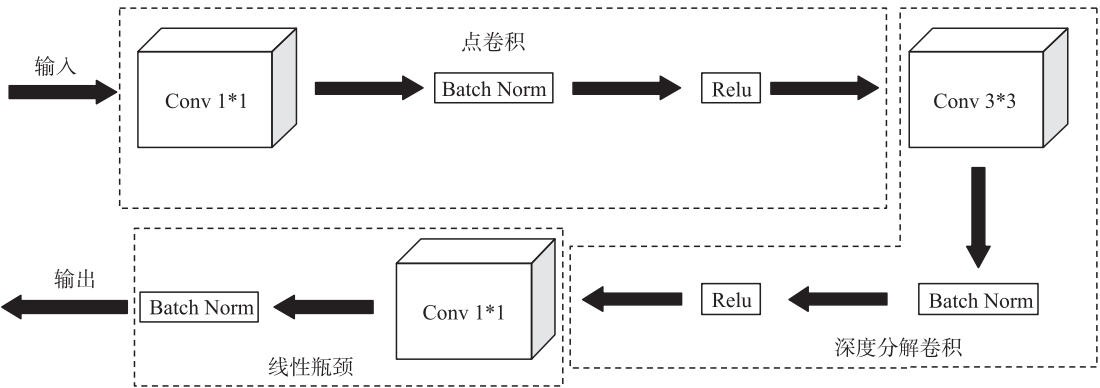 输入
Conv 1*1
点卷积
Batch Norm
Relu
Conv 3*3
Batch Norm
Relu
深度分解卷积
Conv 1*1
Batch Norm
线性瓶颈
输出